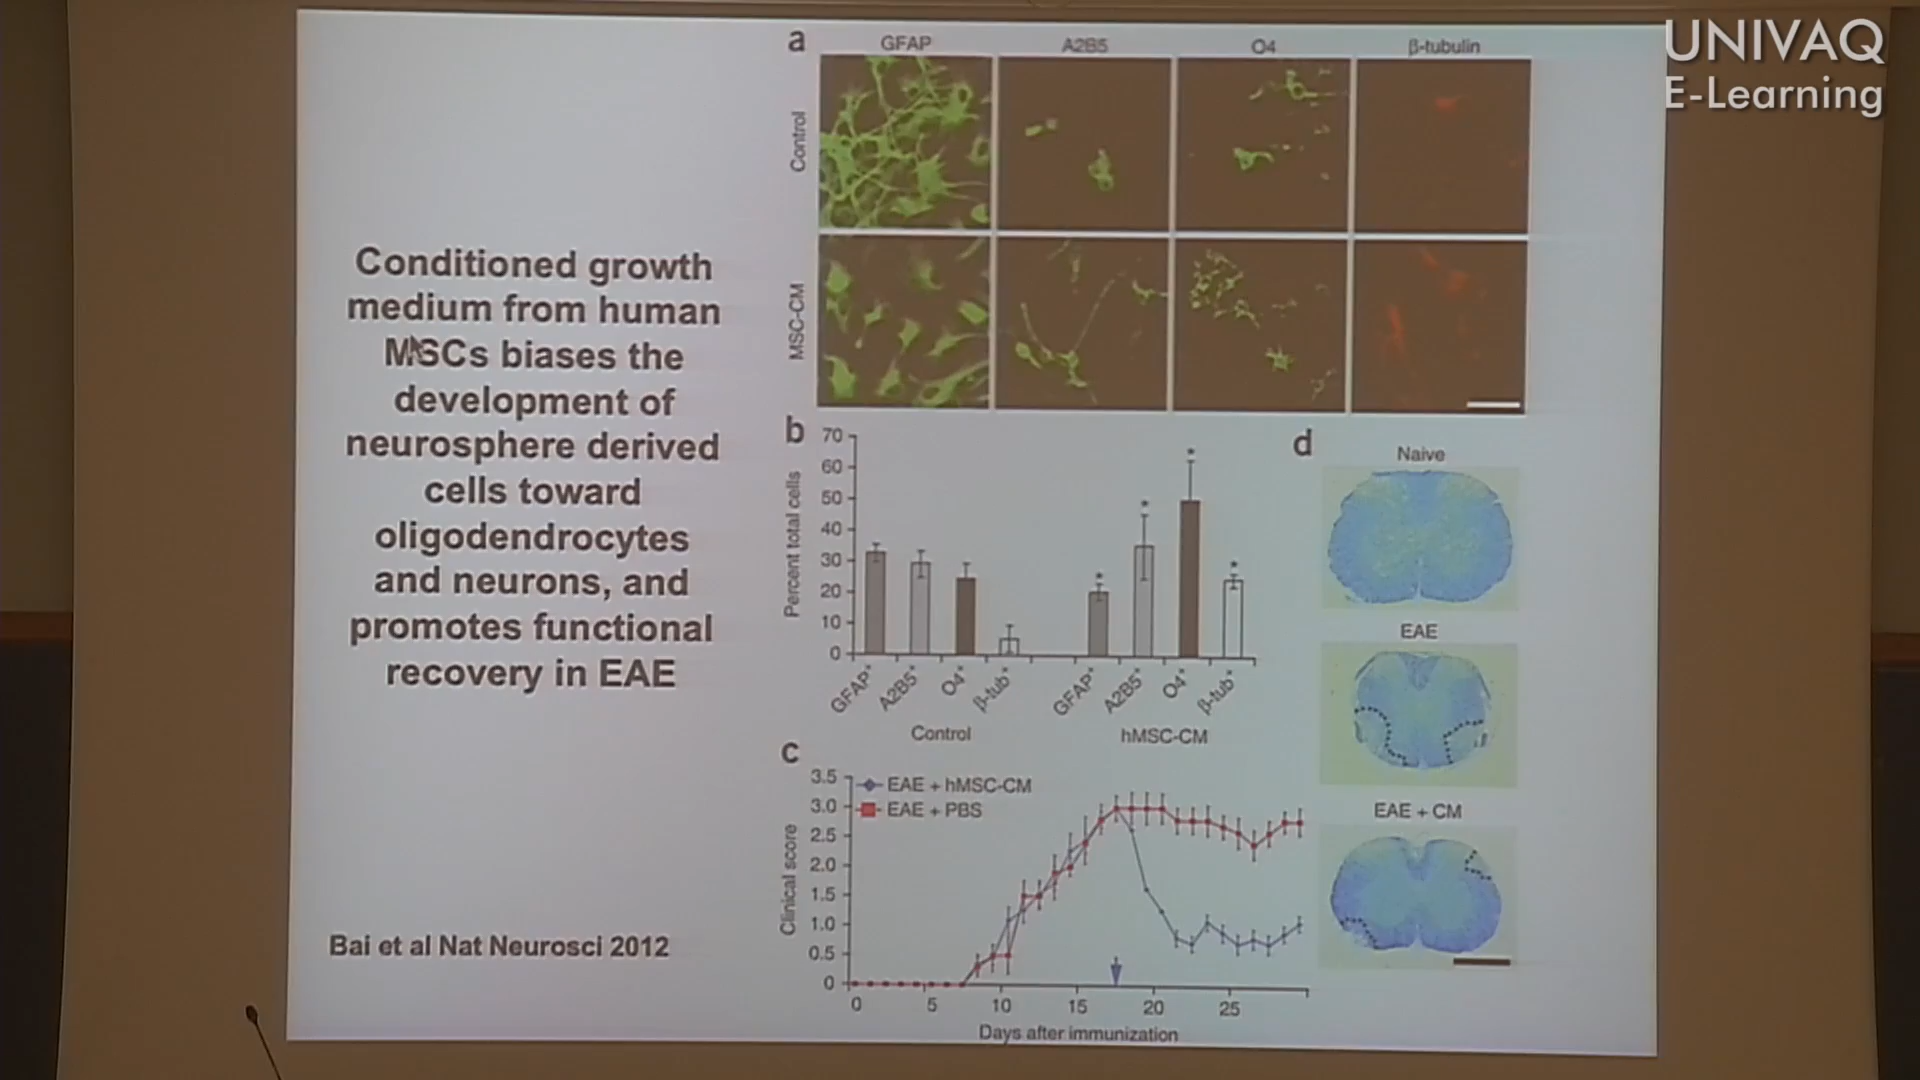 UNIVAQ
E-Learning
Conditioned growth
medium from human
MSCs biases the
development of
neurosphere derived
cells toward
oligodendrocytes
and neurons, and
promotes functional
recovery in EAE
Bai et al Nat Neurosci 2012
a
GFAP A2B5 O4 β-tubulin
Control
MSC-CM
b
Percent total cells
70
60
50
40
30
20
10
0
* * * *
GFAP+ A2B5+ O4+ β-tub+ GFAP+ A2B5+ O4+ β-tub+
Control hMSC-CM
c
Clinical score
3.5
3.0
2.5
2.0
1.5
1.0
0.5
0
EAE + hMSC-CM
EAE + PBS
0 5 10 15 20 25
Days after immunization
d
Naive
EAE
EAE + CM